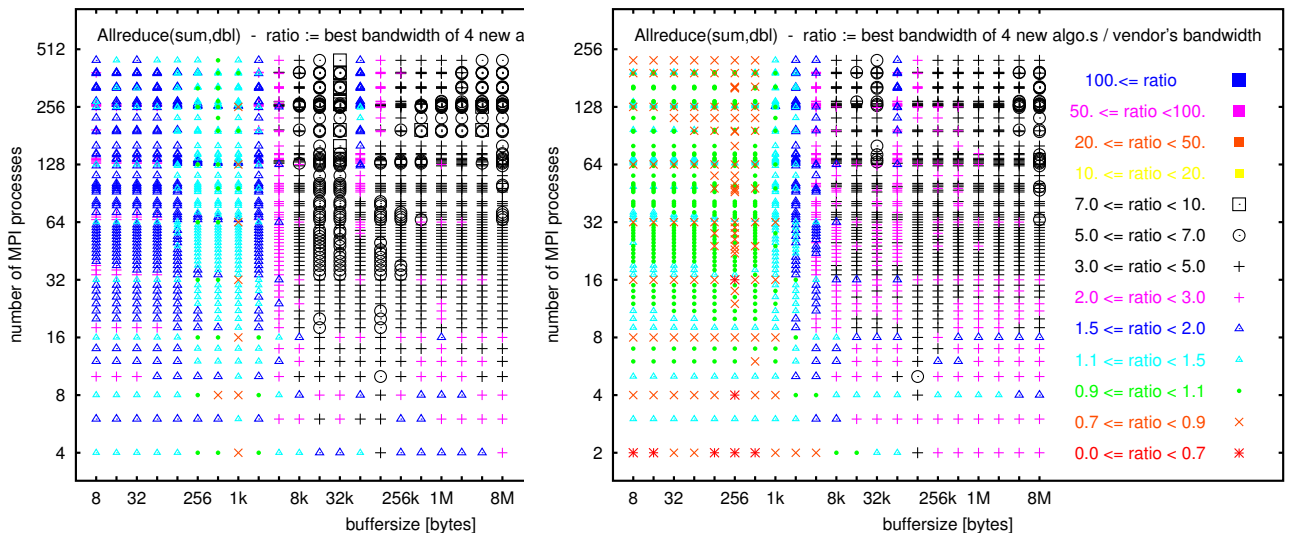 Allreduce(sum,dbl) - ratio := best bandwidth of 4 new a
number of MPI processes
512
256
128
64
32
16
8
4
8 32 256 1k 8k 32k 256k 1M 8M
buffersize [bytes]
Allreduce(sum,dbl) - ratio := best bandwidth of 4 new algo.s / vendor's bandwidth
number of MPI processes
256
128
64
32
16
8
4
2
8 32 256 1k 8k 32k 256k 1M 8M
buffersize [bytes]
100.<= ratio
50. <= ratio <100.
20. <= ratio < 50.
10. <= ratio < 20.
7.0 <= ratio < 10.
5.0 <= ratio < 7.0
3.0 <= ratio < 5.0
2.0 <= ratio < 3.0
1.5 <= ratio < 2.0
1.1 <= ratio < 1.5
0.9 <= ratio < 1.1
0.7 <= ratio < 0.9
0.0 <= ratio < 0.7